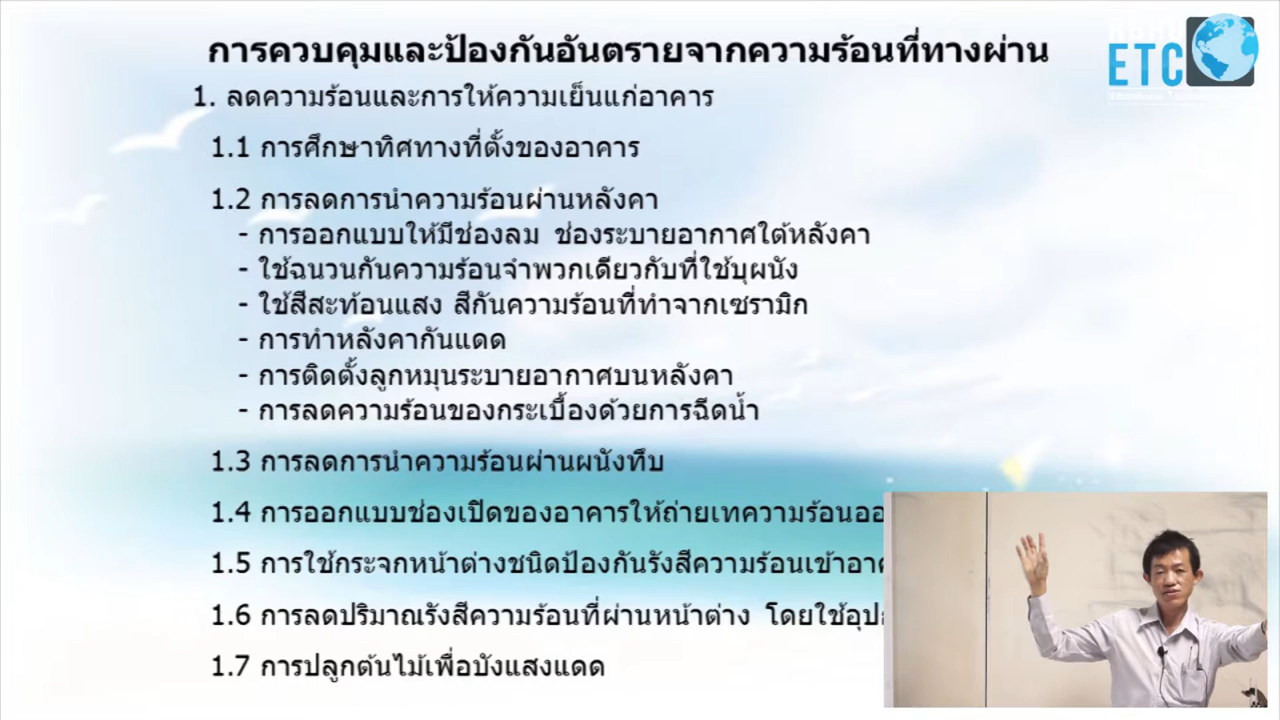 การควบคุมและป้องกันอันตรายจากความร้อนที่ทางผ่าน
ETC
1. ลดความร้อนและการให้ความเย็นแก่อาคาร
1.1 การศึกษาทิศทางที่ตั้งของอาคาร
1.2 การลดการนำความร้อนผ่านหลังคา
- การออกแบบให้มีช่องลม ช่องระบายอากาศใต้หลังคา
- ใช้ฉนวนกันความร้อนจำพวกเดียวกับที่ใช้บุผนัง
- ใช้สีสะท้อนแสง สีกันความร้อนที่ทำจากเซรามิก
- การทำหลังคากันแดด
- การติดตั้งลูกหมุนระบายอากาศบนหลังคา
- การลดความร้อนของกระเบื้องด้วยการฉีดน้ำ
1.3 การลดการนำความร้อนผ่านผนังทึบ
1.4 การออกแบบช่องเปิดของอาคารให้ถ่ายเทความร้อน
1.5 การใช้กระจกหน้าต่างชนิดป้องกันรังสีความร้อนเข้า
1.6 การลดปริมาณรังสีความร้อนที่ผ่านหน้าต่าง โดยใช้
1.7 การปลูกต้นไม้เพื่อบังแสงแดด